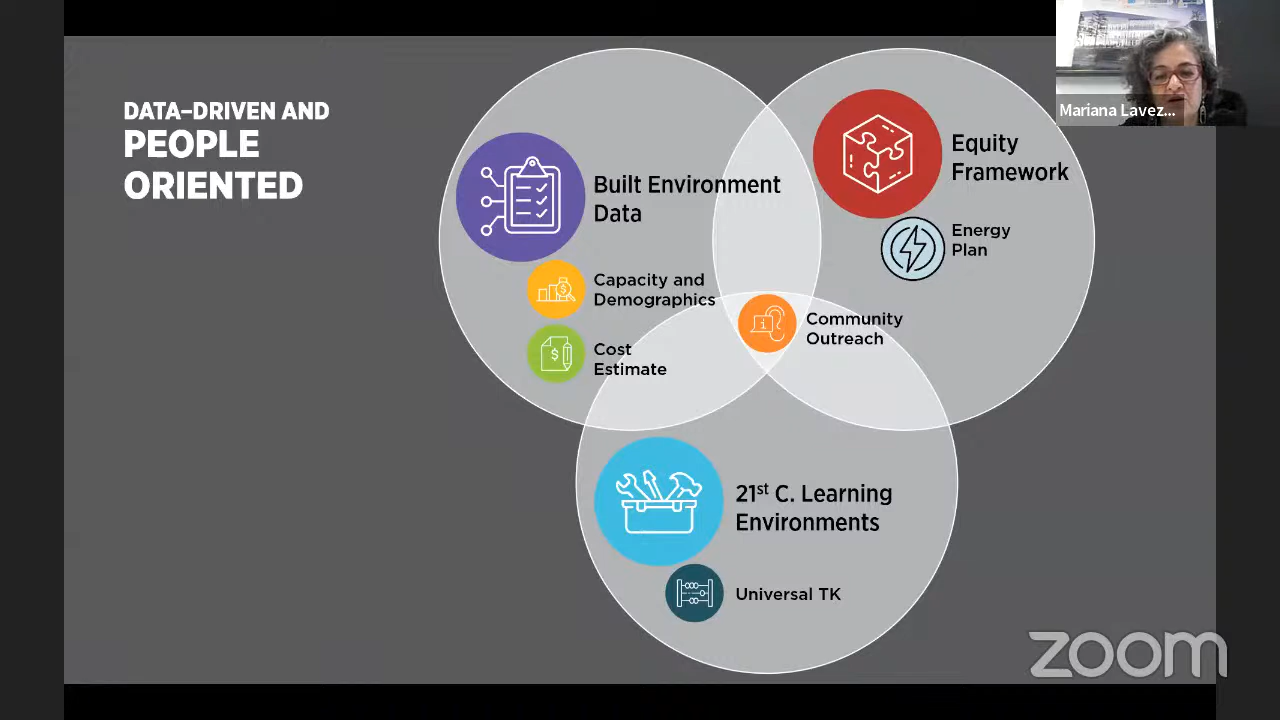 DATA–DRIVEN AND
PEOPLE
ORIENTED
Built Environment
Data
Capacity and
Demographics
Cost
Estimate
Equity
Framework
Energy
Plan
Community
Outreach
21st C. Learning
Environments
Universal TK
Mariana Lavez...
zoom